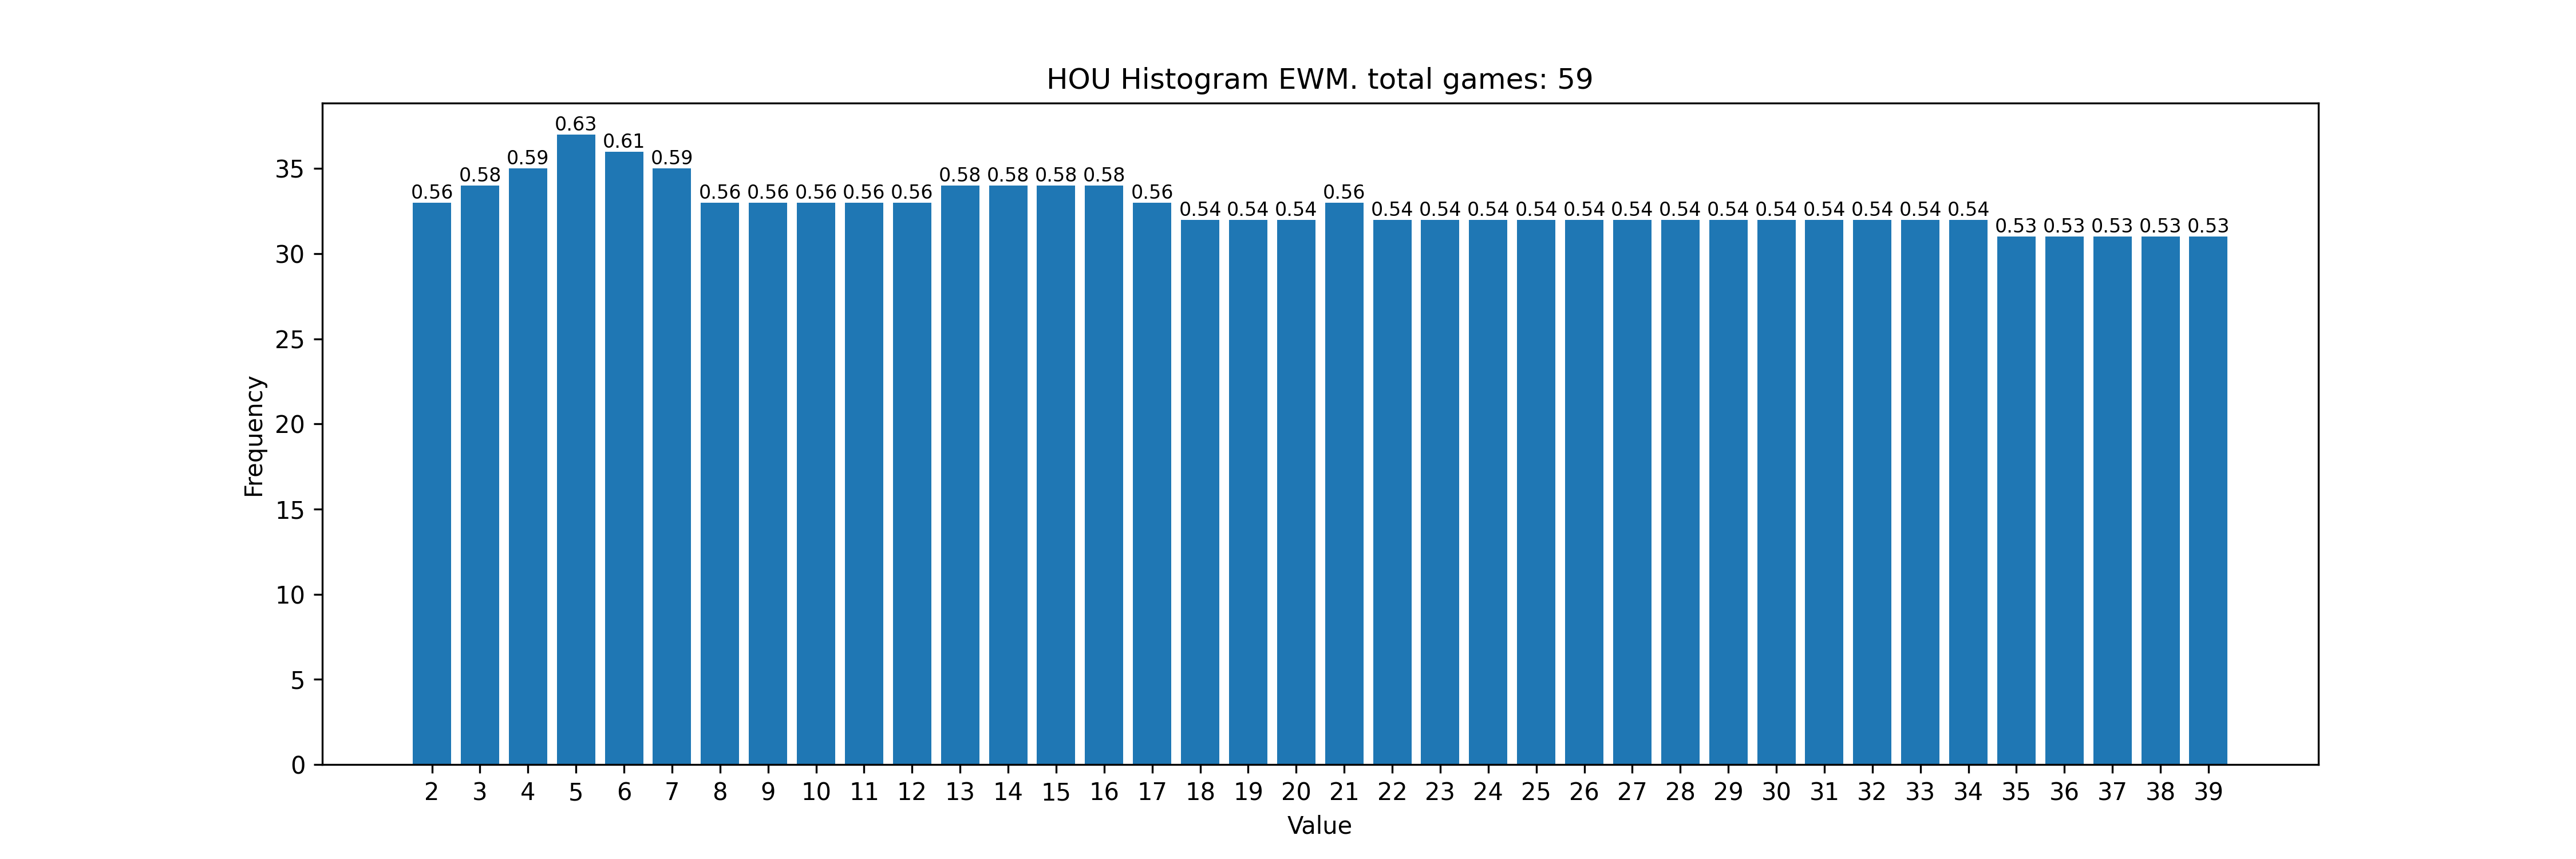 HOU Histogram EWM. total games: 59
Frequency
35
30
25
20
15
10
5
0
0.56 0.58 0.59 0.63 0.61 0.59 0.56 0.56 0.56 0.56 0.56 0.58 0.58 0.58 0.58 0.56 0.54 0.54 0.54 0.56 0.54 0.54 0.54 0.54 0.54 0.54 0.54 0.54 0.54 0.54 0.54 0.54 0.54 0.53 0.53 0.53 0.53 0.53
2 3 4 5 6 7 8 9 10 11 12 13 14 15 16 17 18 19 20 21 22 23 24 25 26 27 28 29 30 31 32 33 34 35 36 37 38 39
Value